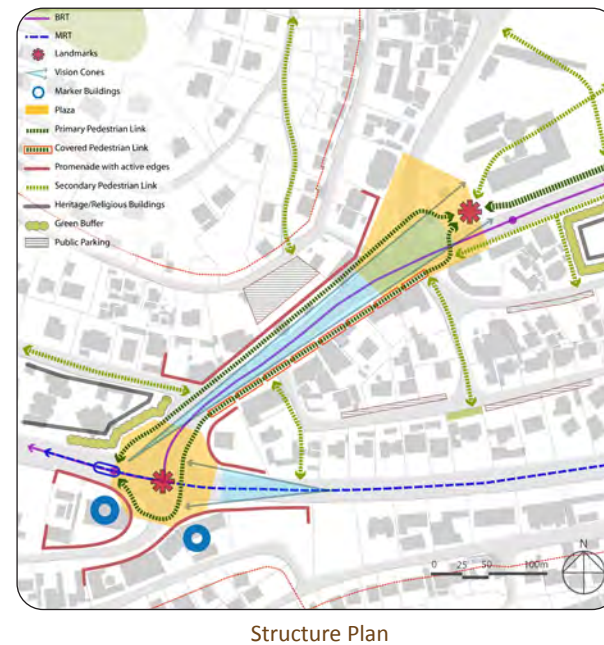 BRT
MRT
Landmarks
Vision Cones
Marker Buildings
Plaza
Primary Pedestrian Link
Covered Pedestrian Link
Promenade with active edges
Secondary Pedestrian Link
Heritage/Religious Buildings
Green Buffer
Public Parking
N
0 25 50 100m
Structure Plan